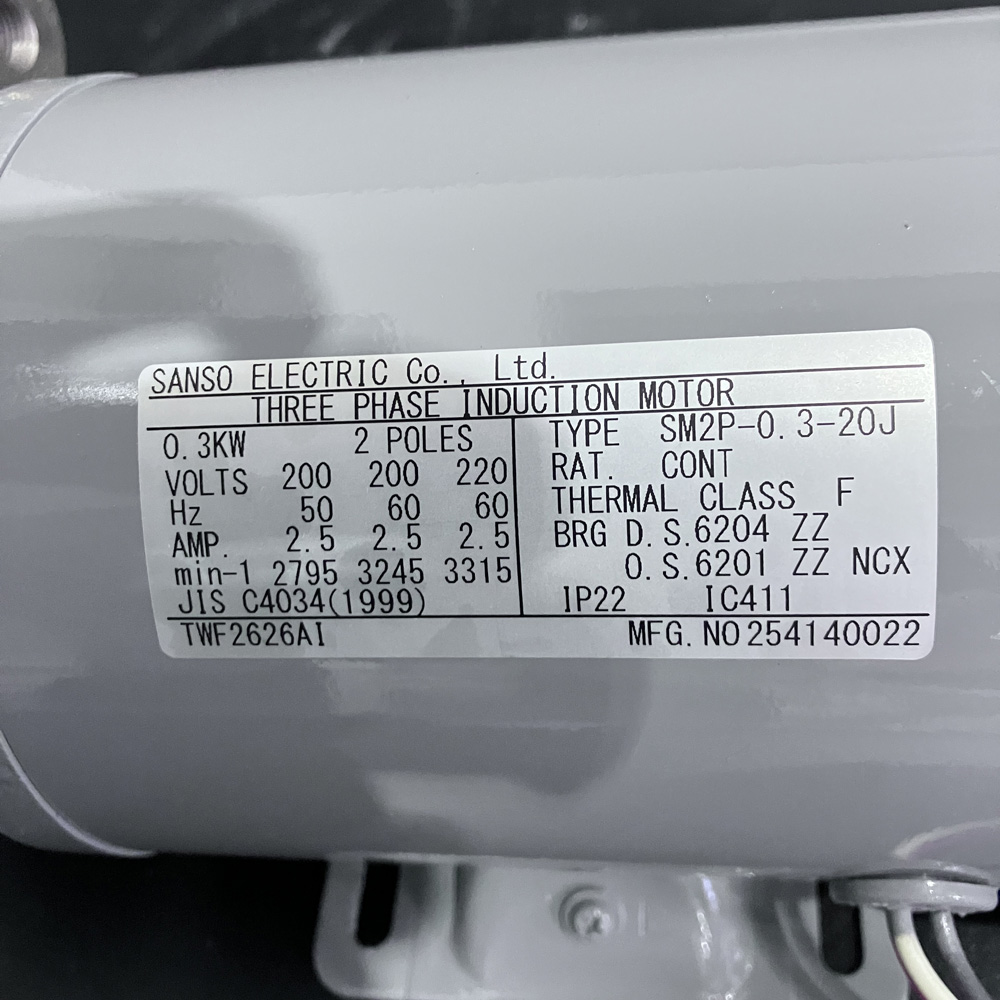 SANSO ELECTRIC Co., Ltd.
THREE PHASE INDUCTION MOTOR
0.3KW 2 POLES
VOLTS 200 200 220
Hz 50 60 60
AMP. 2.5 2.5 2.5
min-1 2795 3245 3315
JIS C4034(1999)
TYPE SM2P-0.3-20J
RAT. CONT
THERMAL CLASS F
BRG D.S.6204 ZZ
O.S.6201 ZZ NCX
IP22 IC411
TWF2626AI MFG.NO254140022